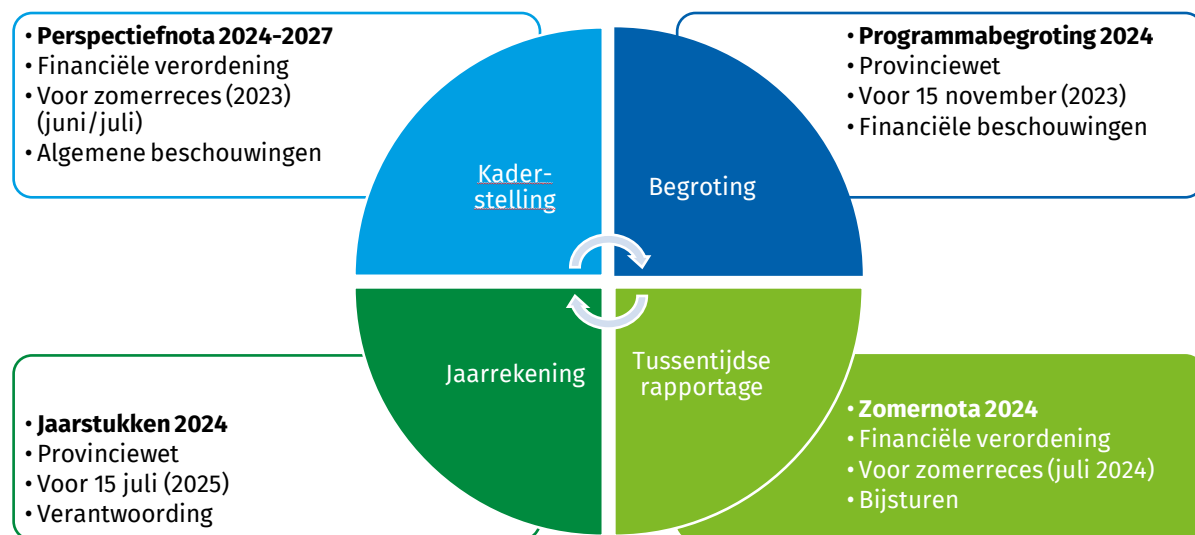 • Perspectiefnota 2024-2027
• Financiële verordening
• Voor zomerreces (2023)
(juni/juli)
• Algemene beschouwingen
• Programmabegroting 2024
• Provinciewet
• Voor 15 november (2023)
• Financiële beschouwingen
Kader-
stelling
Begroting
Jaarrekening
Tussentijdse
rapportage
• Jaarstukken 2024
• Provinciewet
• Voor 15 juli (2025)
• Verantwoording
• Zomernota 2024
• Financiële verordening
• Voor zomerreces (juli 2024)
• Bijsturen